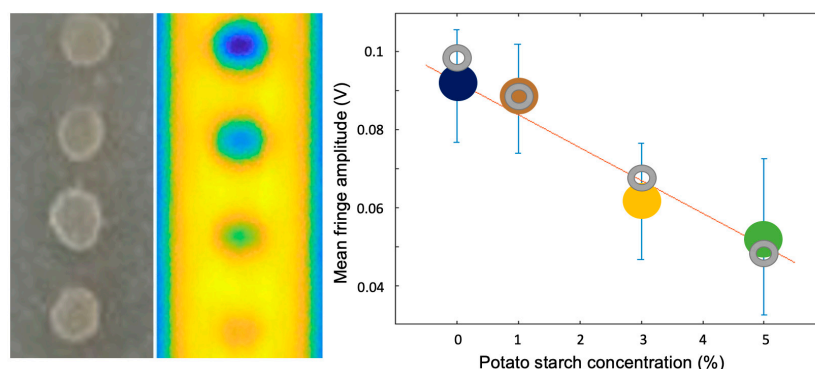 Mean fringe amplitude (V)
0.1
0.08
0.06
0.04
0 1 2 3 4 5
Potato starch concentration (%)